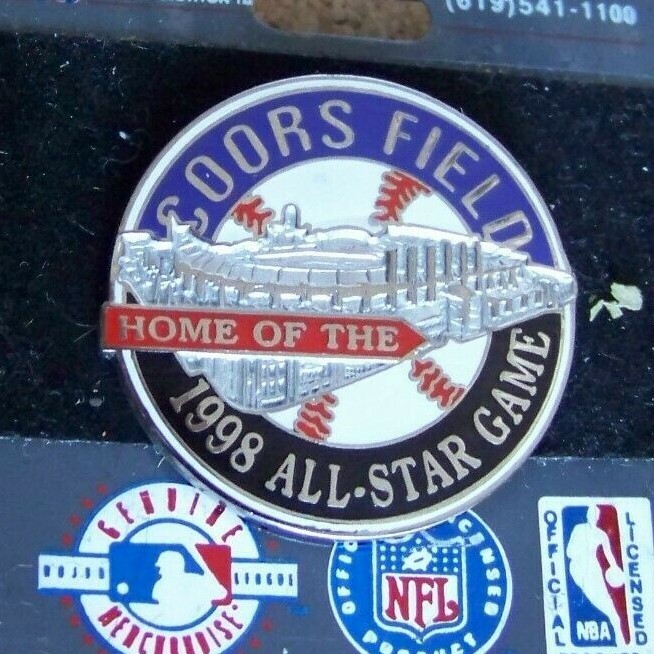 (619)541-1100
COORS FIELD
HOME OF THE
1998 ALL-STAR GAME
GENUINE
MAJOR LEAGUE
MERCHANDISE
NFL
PRODUCT
OFFICIAL
LICENSED
NBA